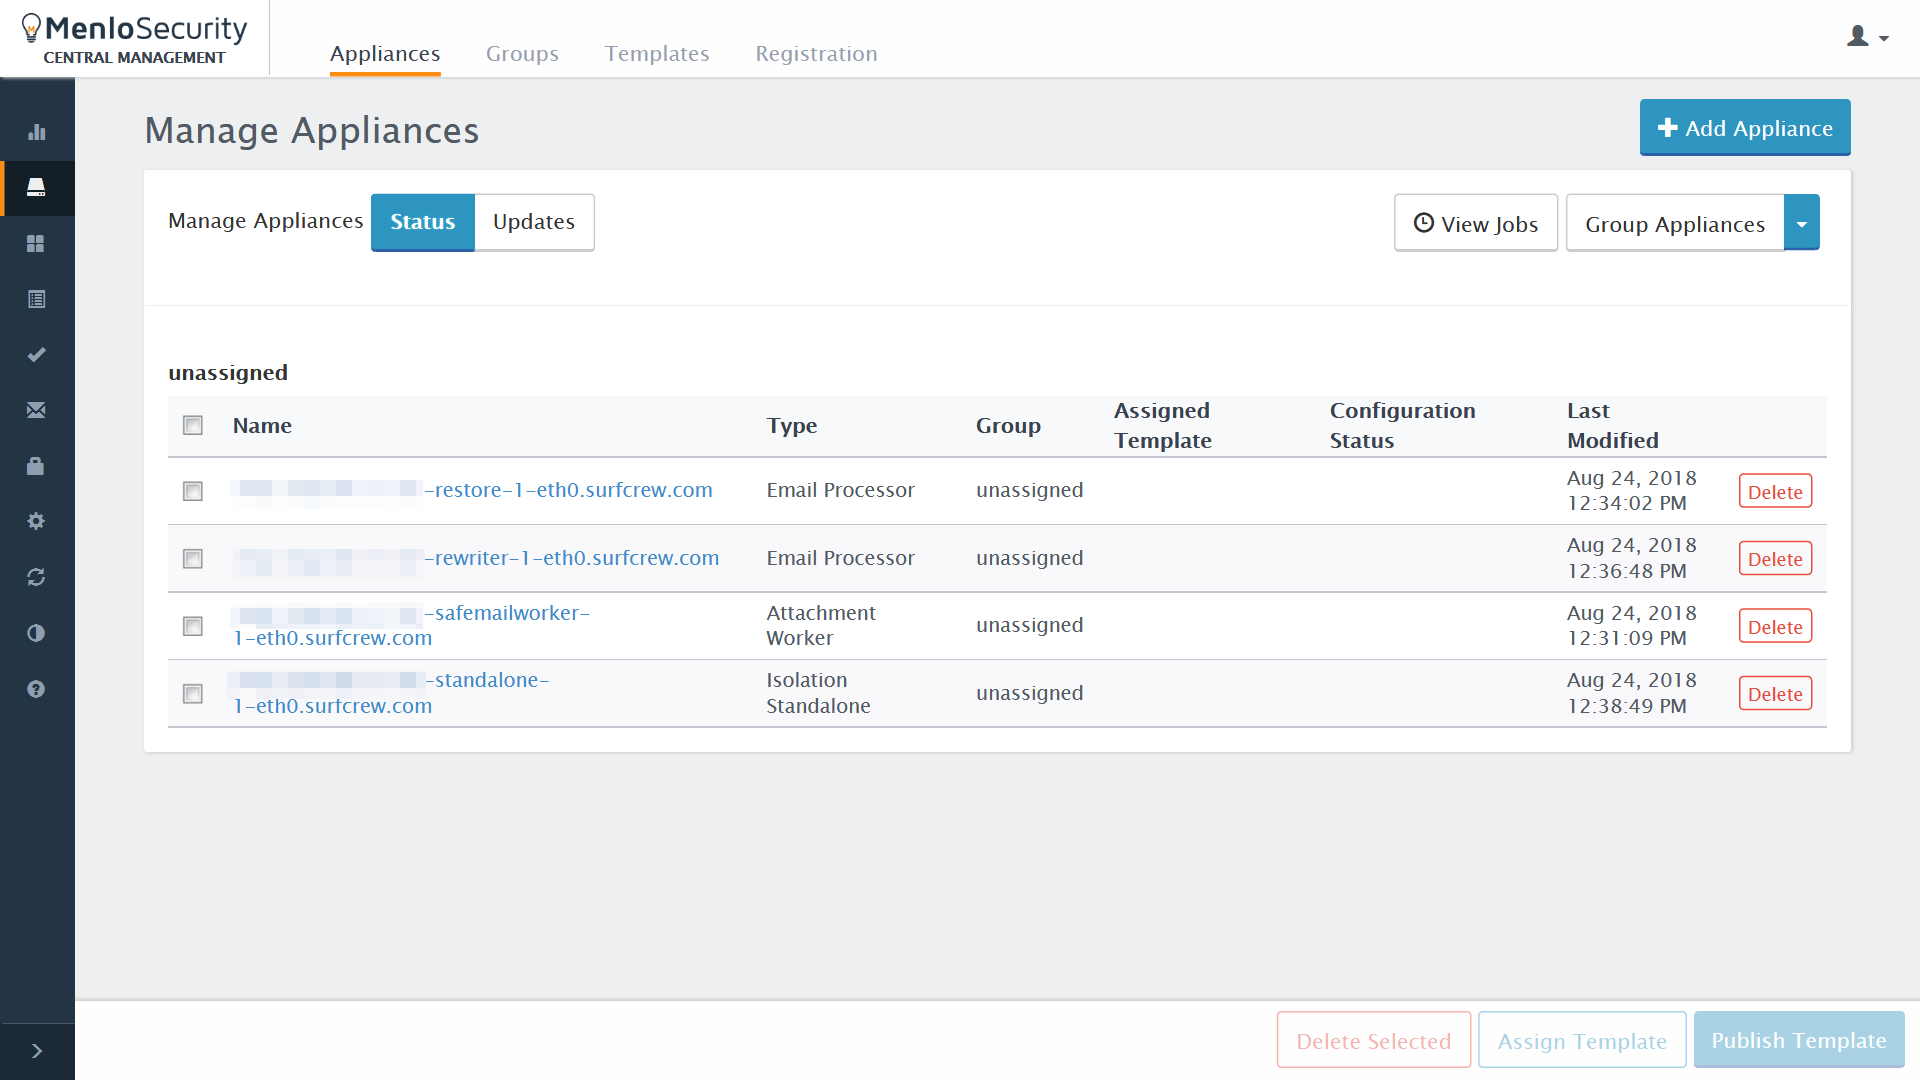 MenloSecurity
CENTRAL MANAGEMENT
Appliances Groups Templates Registration
Manage Appliances
Add Appliance
Manage Appliances Status Updates
View Jobs Group Appliances
unassigned
Name Type Group Assigned Template Configuration Status Last Modified
-restore-1-eth0.surfcrew.com Email Processor unassigned Aug 24, 2018 12:34:02 PM Delete
-rewriter-1-eth0.surfcrew.com Email Processor unassigned Aug 24, 2018 12:36:48 PM Delete
-safemailworker-1-eth0.surfcrew.com Attachment Worker unassigned Aug 24, 2018 12:31:09 PM Delete
-standalone-1-eth0.surfcrew.com Isolation Standalone unassigned Aug 24, 2018 12:38:49 PM Delete
Delete Selected Assign Template Publish Template